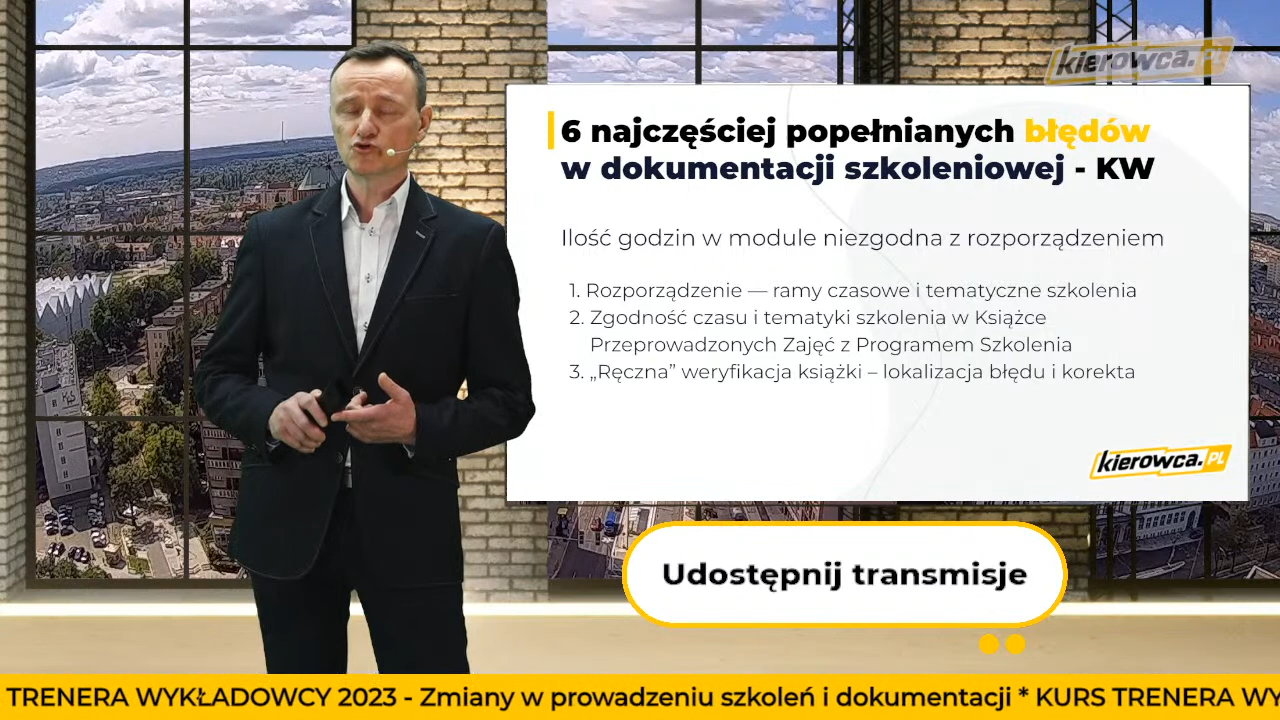 kierowca.PL
6 najczęściej popełnianych błędów
w dokumentacji szkoleniowej - KW
Ilość godzin w module niezgodna z rozporządzeniem
1. Rozporządzenie — ramy czasowe i tematyczne szkolenia
2. Zgodność czasu i tematyki szkolenia w Książce
Przeprowadzonych Zajęć z Programem Szkolenia
3. „Ręczna” weryfikacja książki – lokalizacja błędu i korekta
kierowca.PL
Udostępnij transmisje
TRENERA WYKŁADOWCY 2023 - Zmiany w prowadzeniu szkoleń i dokumentacji * KURS TRENERA WY